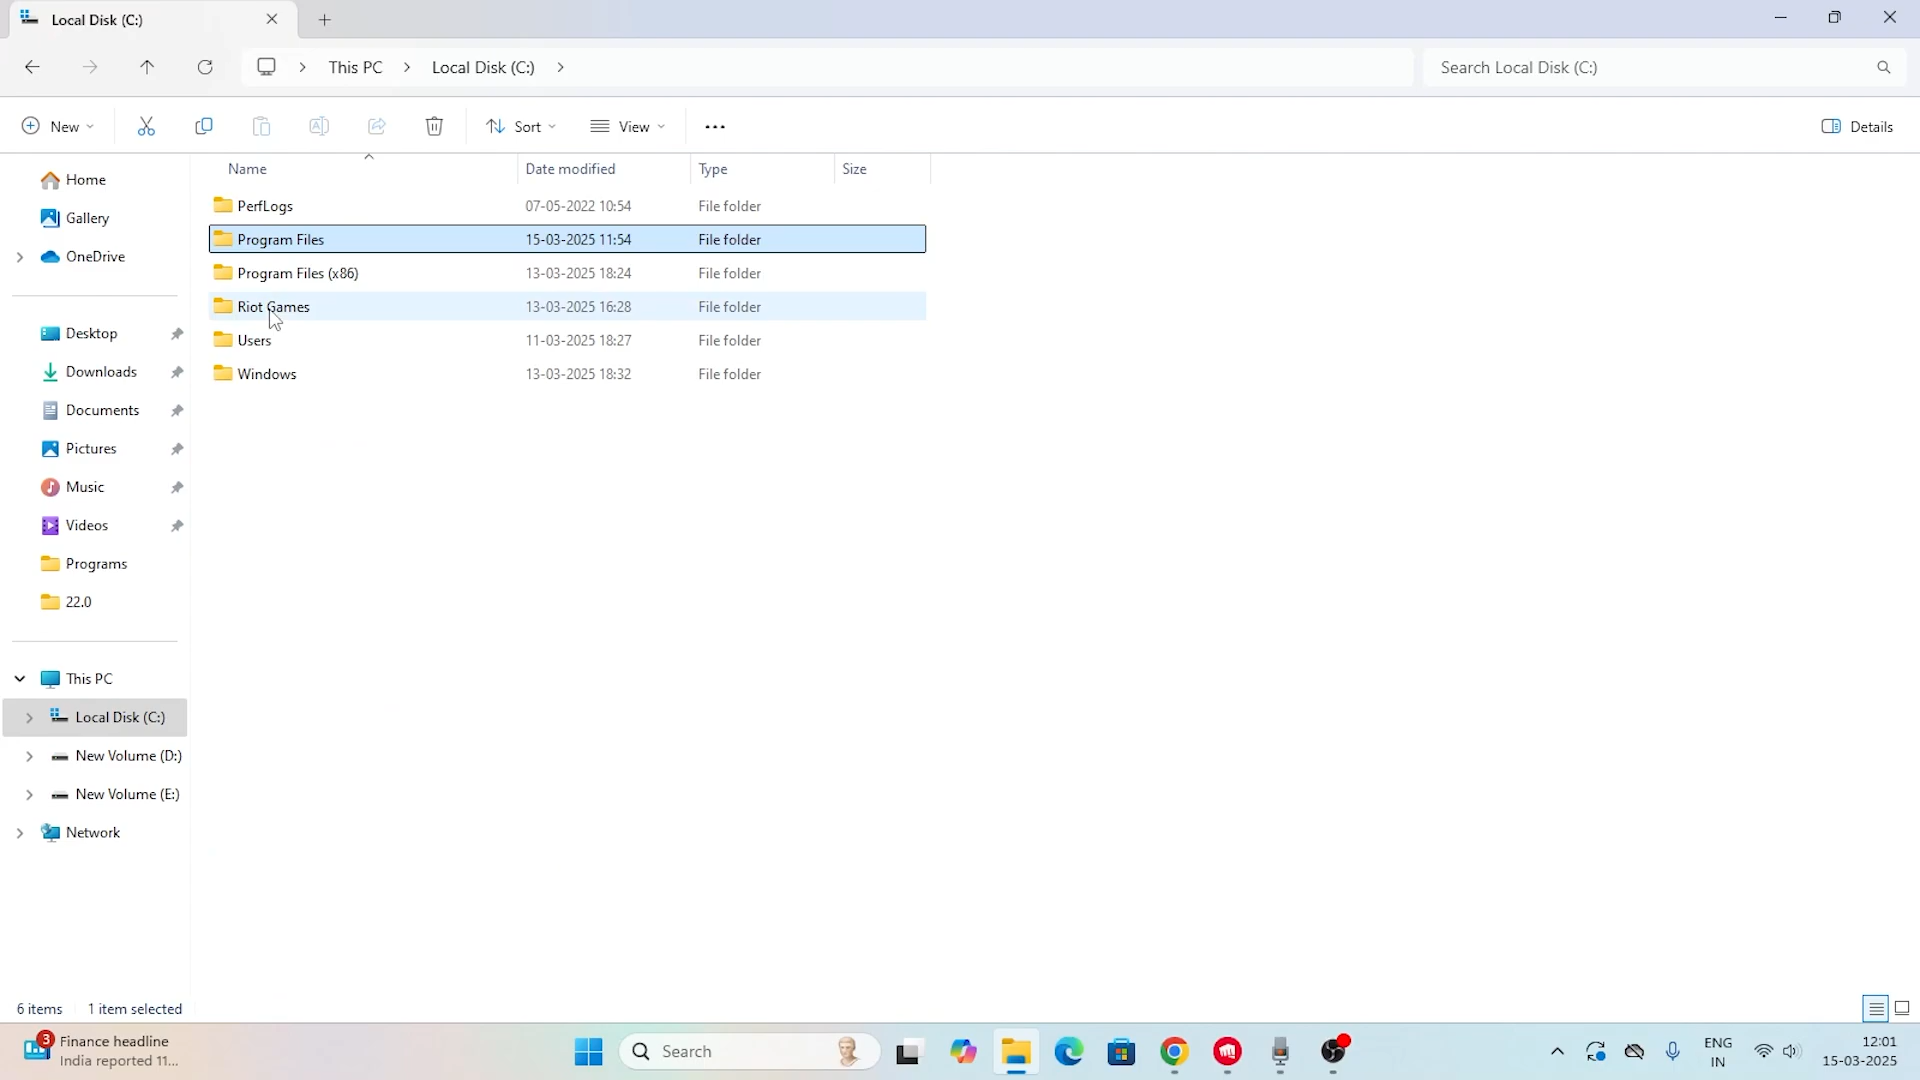 Local Disk (C:)
This PC
Local Disk (C:)
Search Local Disk (C:)
New
Sort
View
Details
Name
Date modified
Type
Size
PerfLogs 07-05-2022 10:54 File folder
Program Files 15-03-2025 11:54 File folder
Program Files (x86) 13-03-2025 18:24 File folder
Riot Games 13-03-2025 16:28 File folder
Users 11-03-2025 18:27 File folder
Windows 13-03-2025 18:32 File folder
Home
Gallery
OneDrive
Desktop
Downloads
Documents
Pictures
Music
Videos
Programs
22.0
This PC
Local Disk (C:)
New Volume (D:)
New Volume (E:)
Network
6 items 1 item selected
3
Finance headline
India reported 11...
Search
ENG
IN
12:01
15-03-2025